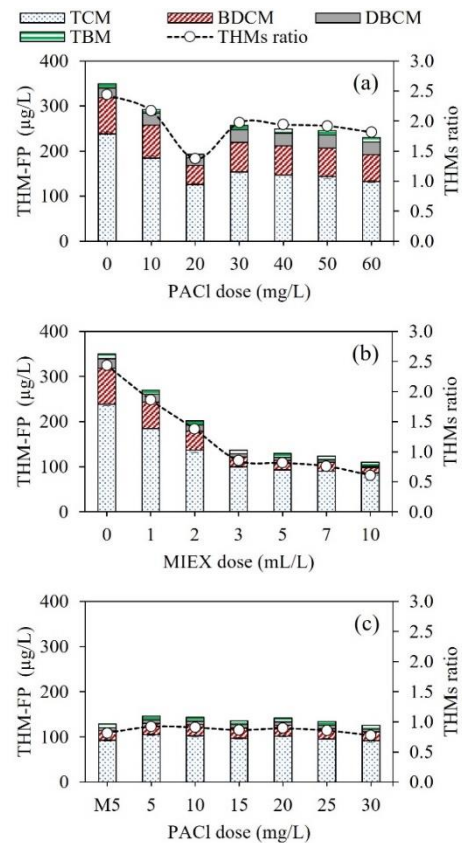 TCM BDCM DBCM
TBM THMs ratio
(a)
THM-FP (µg/L)
400
300
200
100
0
3.0
2.5
2.0
1.5
1.0
0.5
0.0
THMs ratio
0 10 20 30 40 50 60
PACl dose (mg/L)
(b)
THM-FP (µg/L)
400
300
200
100
0
3.0
2.5
2.0
1.5
1.0
0.5
0.0
THMs ratio
0 1 2 3 5 7 10
MIEX dose (mL/L)
(c)
THM-FP (µg/L)
400
300
200
100
0
3.0
2.5
2.0
1.5
1.0
0.5
0.0
THMs ratio
M5 5 10 15 20 25 30
PACl dose (mg/L)